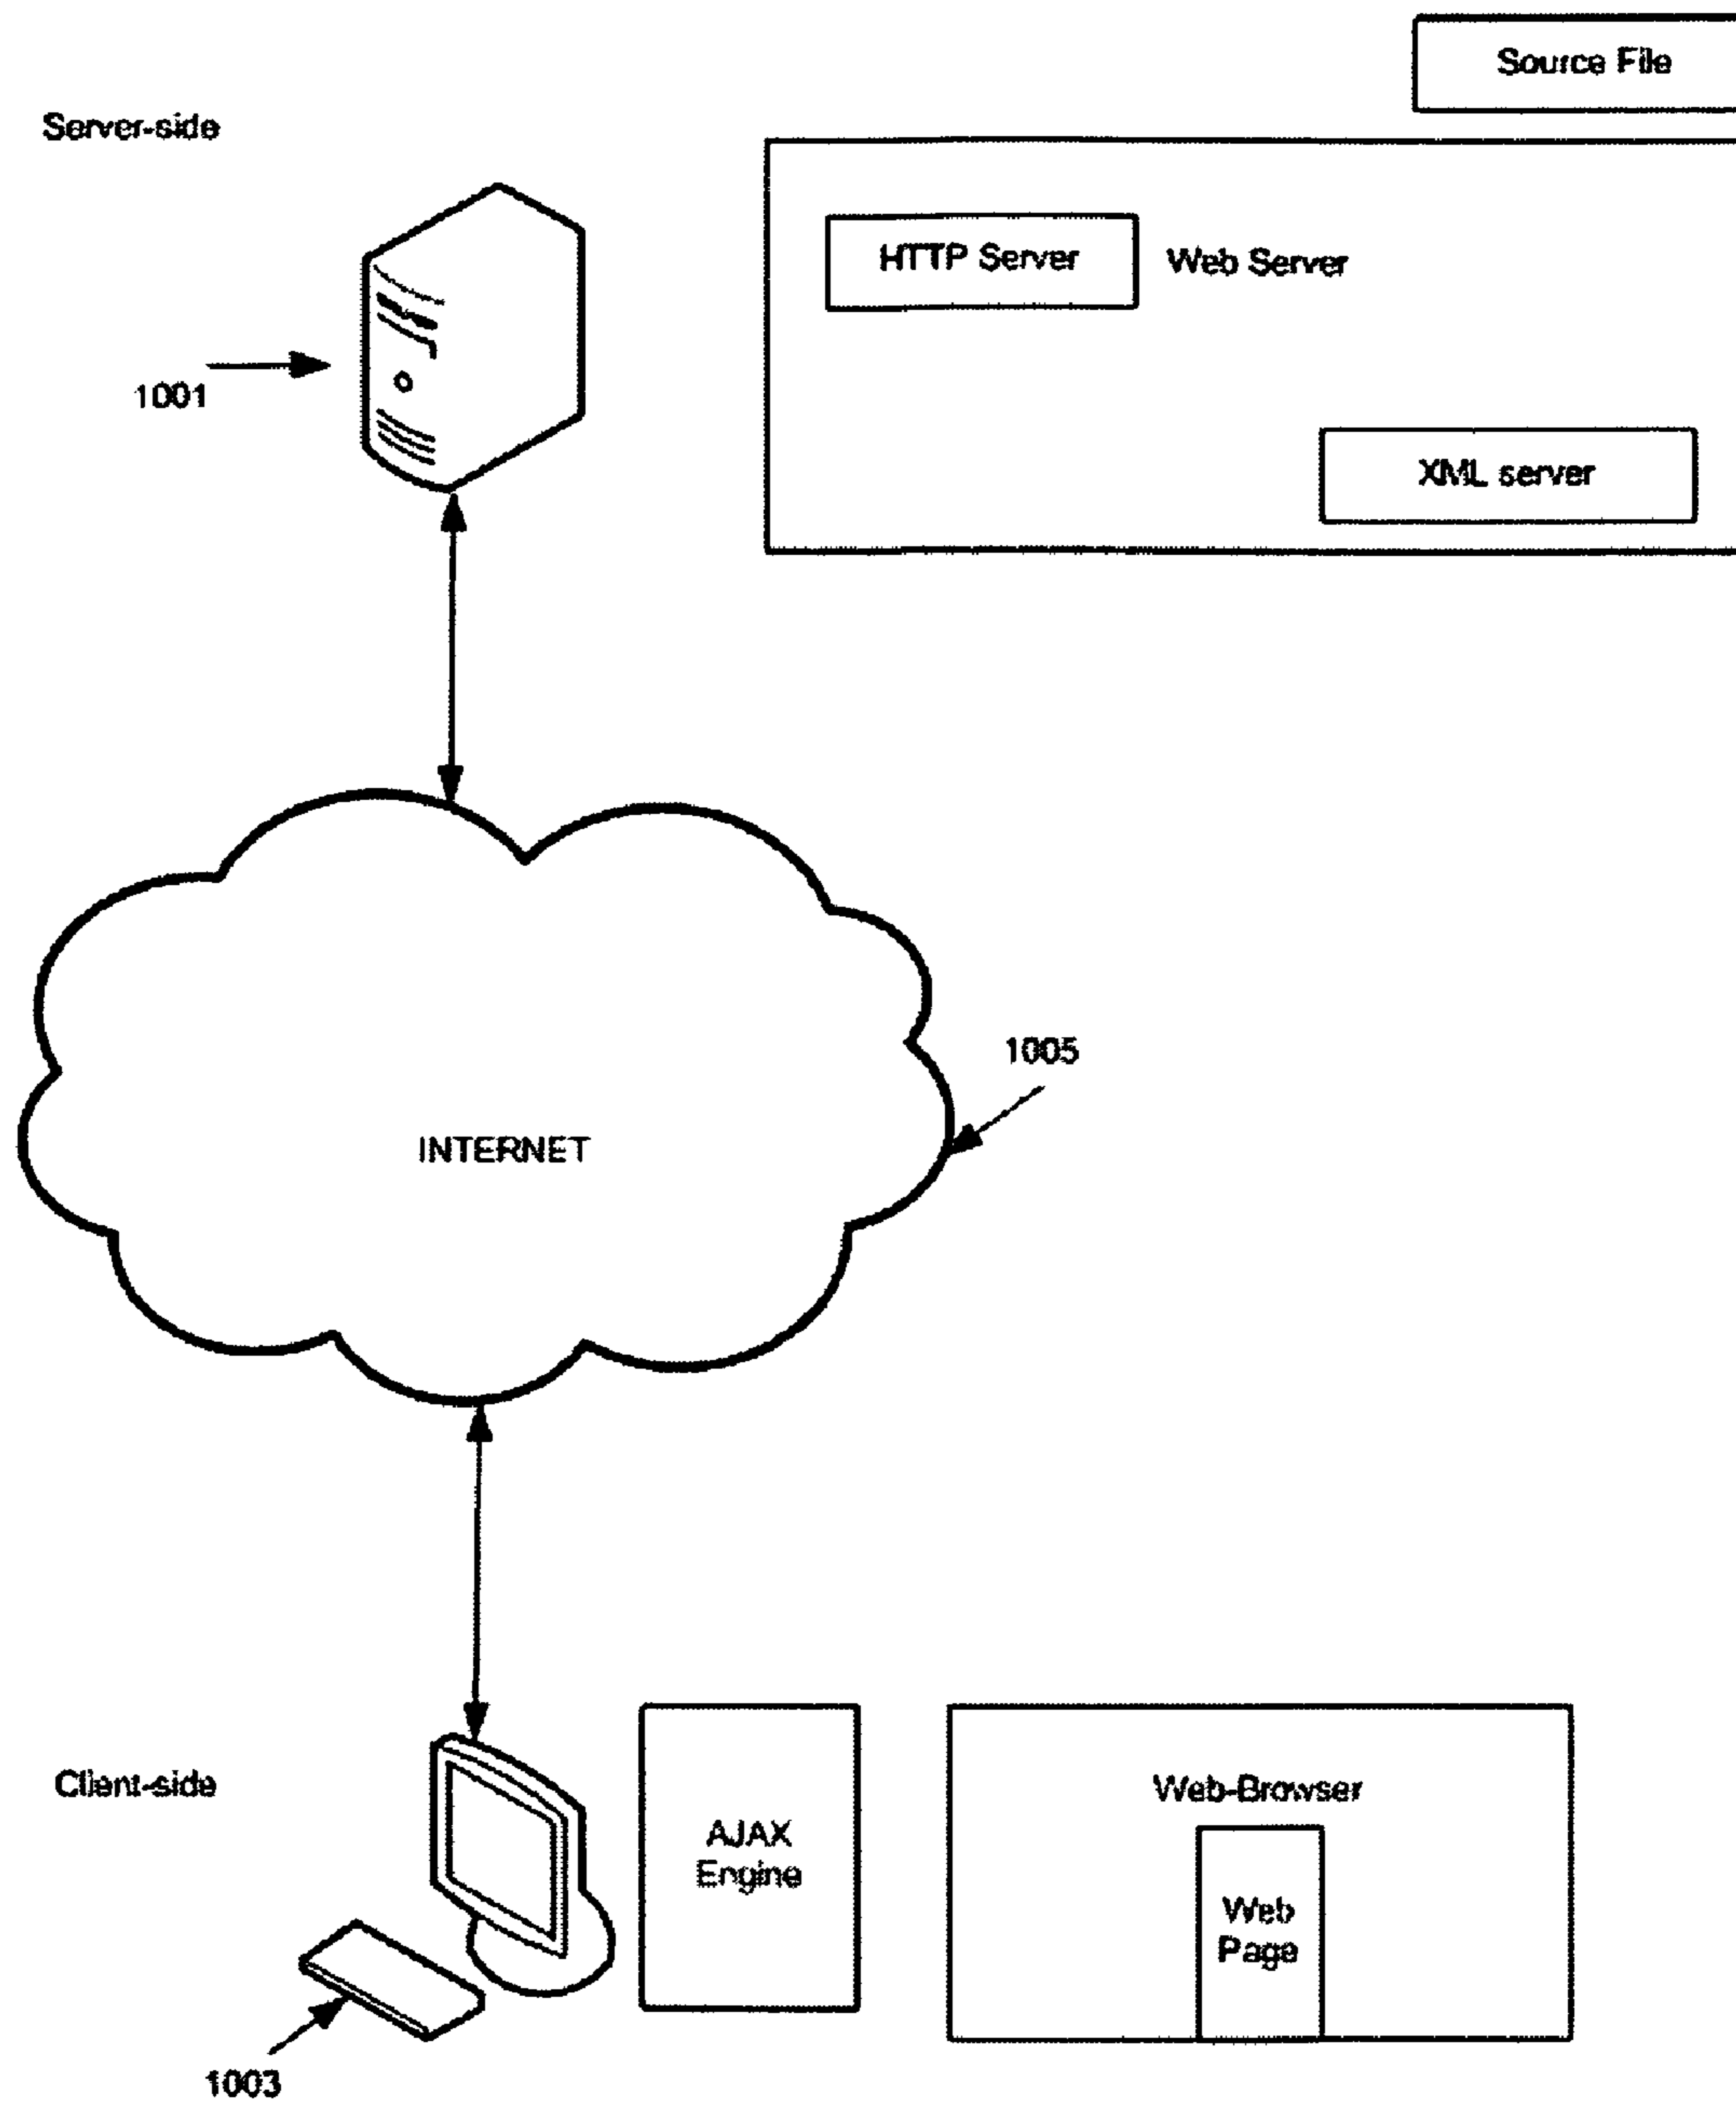 Source File
Server-side
HTTP Server
Web Server
1001
XML server
1005
INTERNET
Client-side
Web-Browser
AJAX
Engine
Web
Page
1003